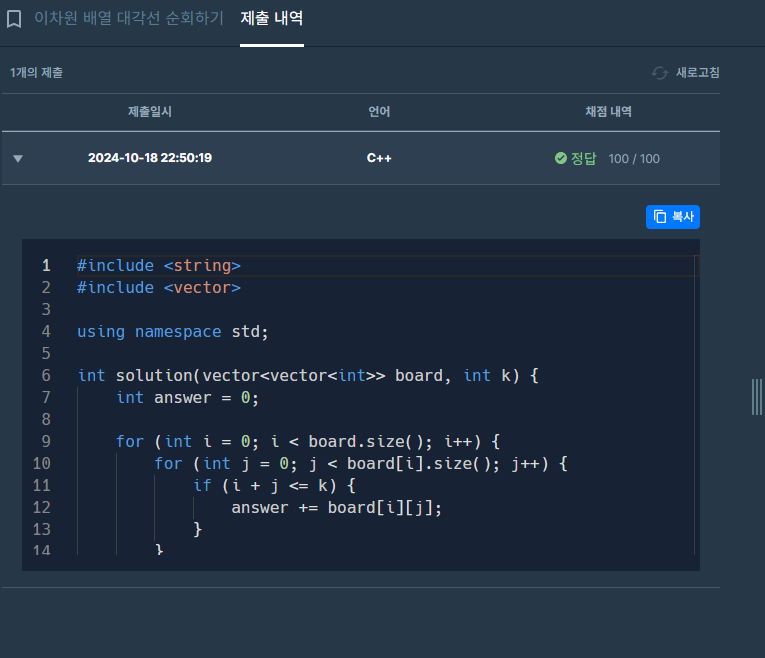 이차원 배열 대각선 순회하기 제출 내역
1개의 제출 새로고침
제출일시 언어 채점 내역
2024-10-18 22:50:19 C++ 정답 100 / 100
복사
1 #include <string>
2 #include <vector>
3
4 using namespace std;
5
6 int solution(vector<vector<int>> board, int k) {
7     int answer = 0;
8
9     for (int i = 0; i < board.size(); i++) {
10         for (int j = 0; j < board[i].size(); j++) {
11             if (i + j <= k) {
12                 answer += board[i][j];
13             }
14         }